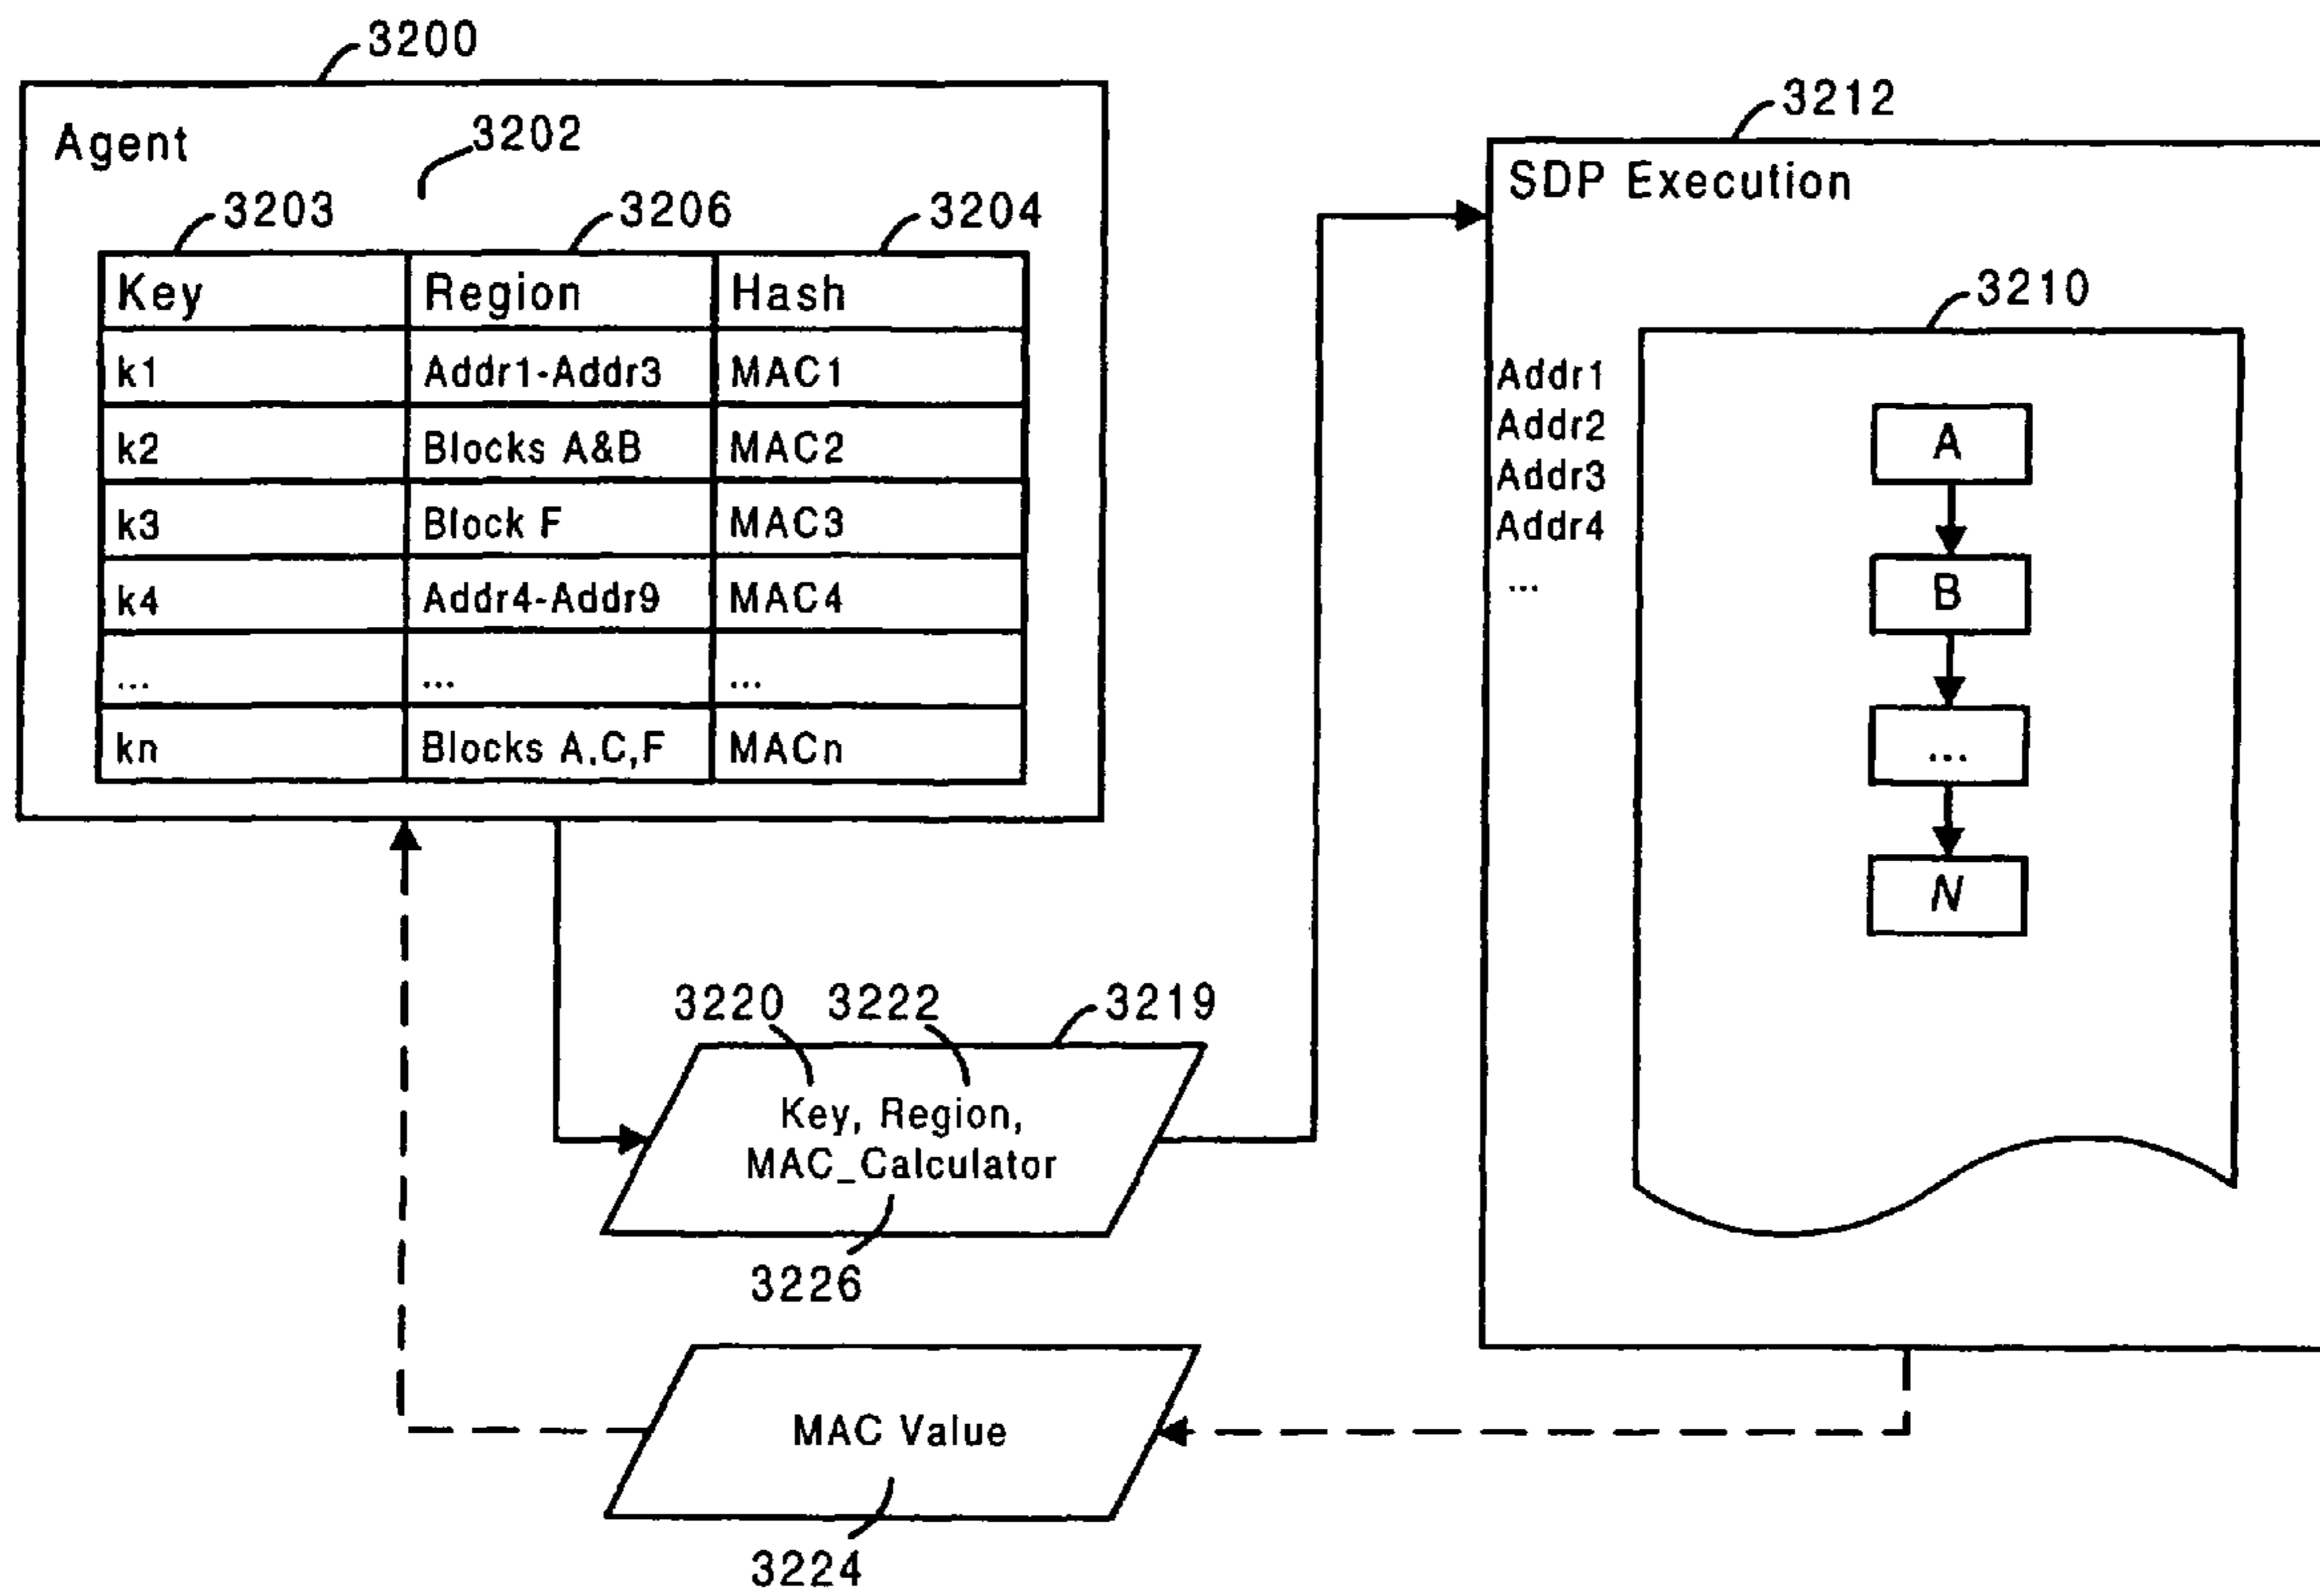 3200
Agent
3202
3203
3206
3204
Key Region Hash
k1 Addr1-Addr3 MAC1
k2 Blocks A&B MAC2
k3 Block F MAC3
k4 Addr4-Addr9 MAC4
... ... ...
kn Blocks A,C,F MACn
3212
SDP Execution
3210
Addr1
Addr2
Addr3
Addr4
...
A
B
...
N
3220
3222
3219
Key, Region,
MAC_Calculator
3226
MAC Value
3224